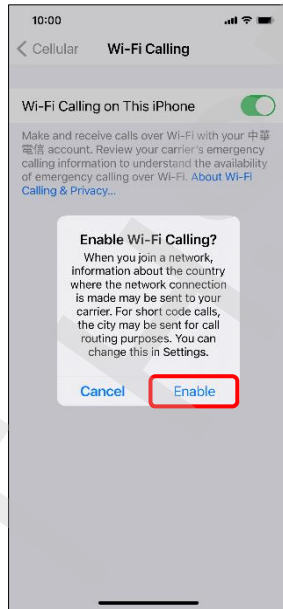 10:00
Cellular Wi-Fi Calling
Wi-Fi Calling on This iPhone
Make and receive calls over Wi-Fi with your 中華
電信 account. Review your carrier's emergency
calling information to understand the availability
of emergency calling over Wi-Fi. About Wi-Fi
Calling & Privacy...
Enable Wi-Fi Calling?
When you join a network,
information about the country
where the network connection
is made may be sent to your
carrier. For short code calls,
the city may be sent for call
routing purposes. You can
change this in Settings.
Cancel Enable